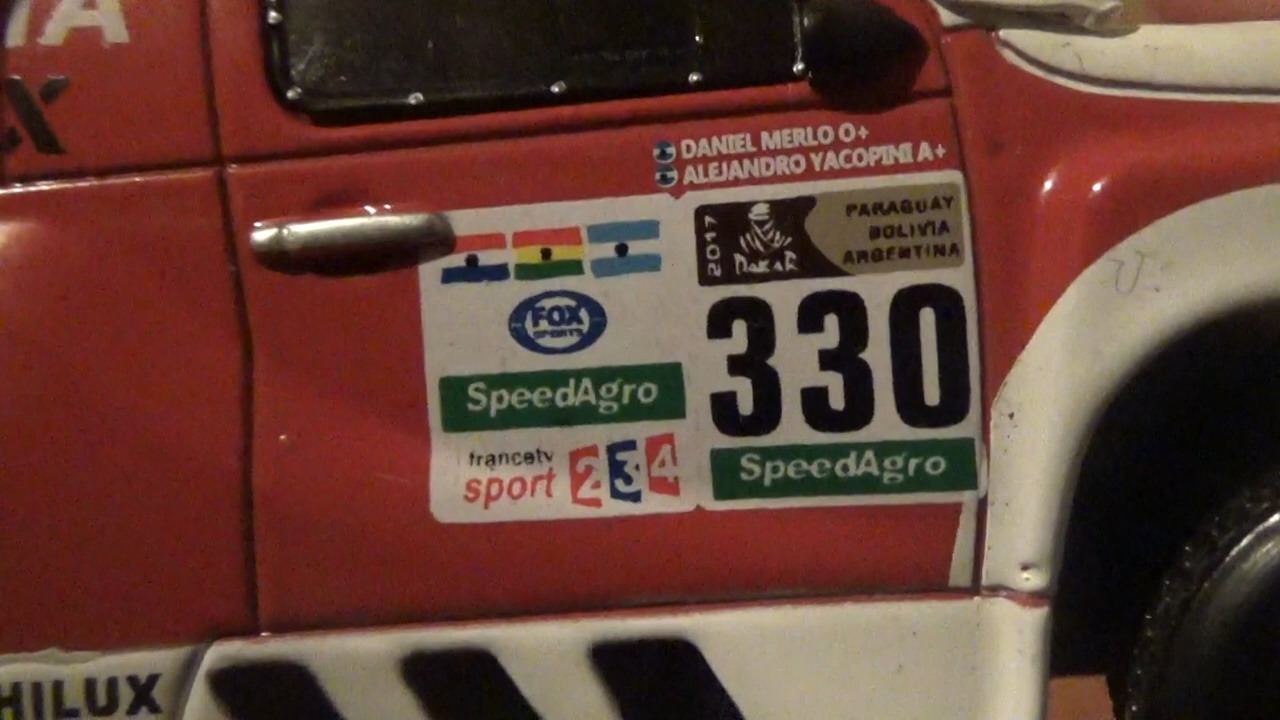 DANIEL MERLO O+
ALEJANDRO YACOPINI A+
2017
DAKAR
PARAGUAY
BOLIVIA
ARGENTINA
FOX
SPORTS
330
SpeedAgro
SpeedAgro
francetv
sport 2 3 4
HILUX